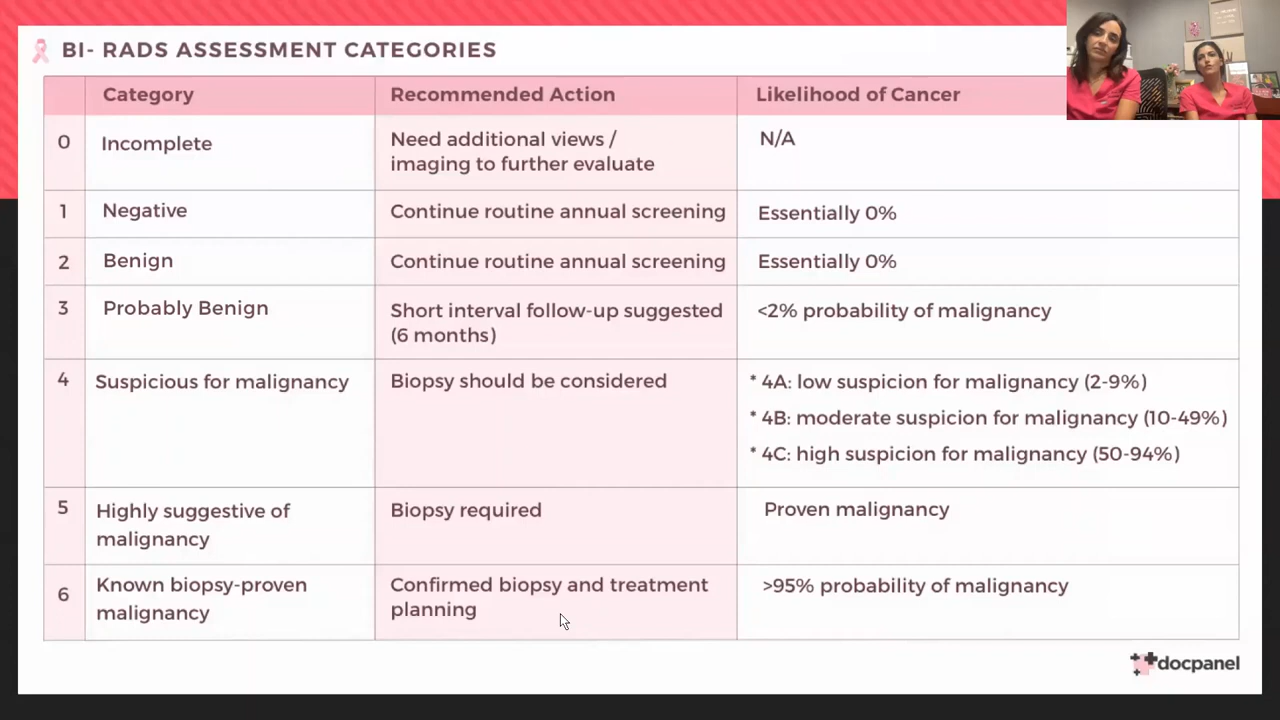 BI- RADS ASSESSMENT CATEGORIES
Category Recommended Action Likelihood of Cancer
0 Incomplete Need additional views / N/A
imaging to further evaluate
1 Negative Continue routine annual screening Essentially 0%
2 Benign Continue routine annual screening Essentially 0%
3 Probably Benign Short interval follow-up suggested <2% probability of malignancy
(6 months)
4 Suspicious for malignancy Biopsy should be considered * 4A: low suspicion for malignancy (2-9%)
* 4B: moderate suspicion for malignancy (10-49%)
* 4C: high suspicion for malignancy (50-94%)
5 Highly suggestive of Biopsy required Proven malignancy
malignancy
6 Known biopsy-proven Confirmed biopsy and treatment >95% probability of malignancy
malignancy planning
docpanel